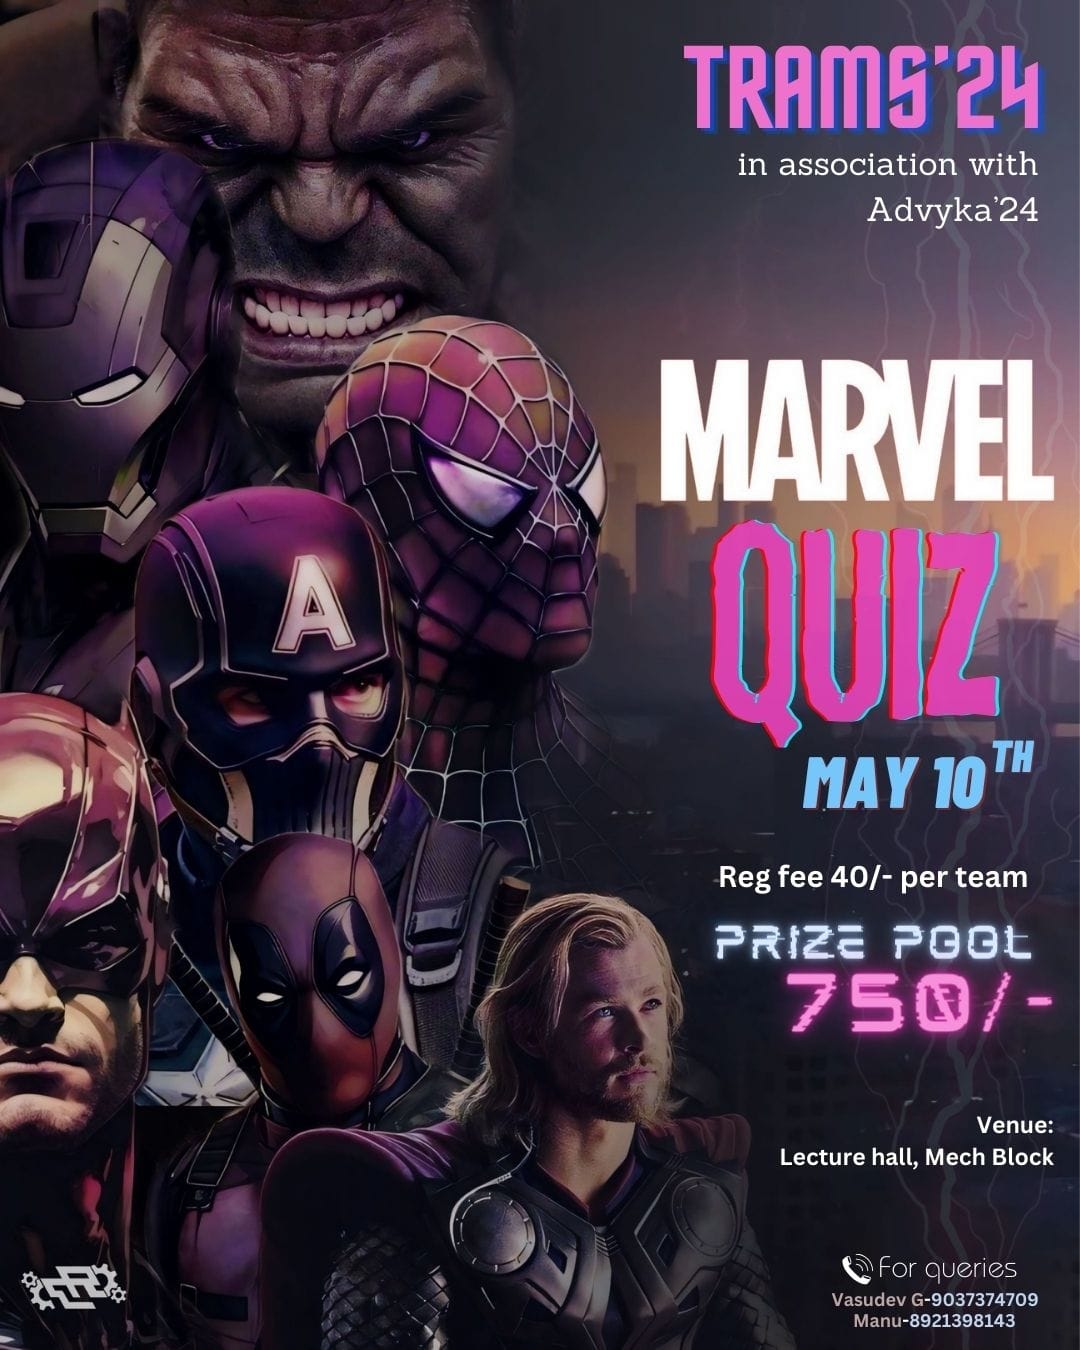 TRAMS'24
in association with
Advyka'24
MARVEL
QUIZ
MAY 10TH
A
Reg fee 40/- per team
PRIZE POOL
750/-
Venue:
Lecture hall, Mech Block
For queries
Vasudev G-9037374709
Manu-8921398143